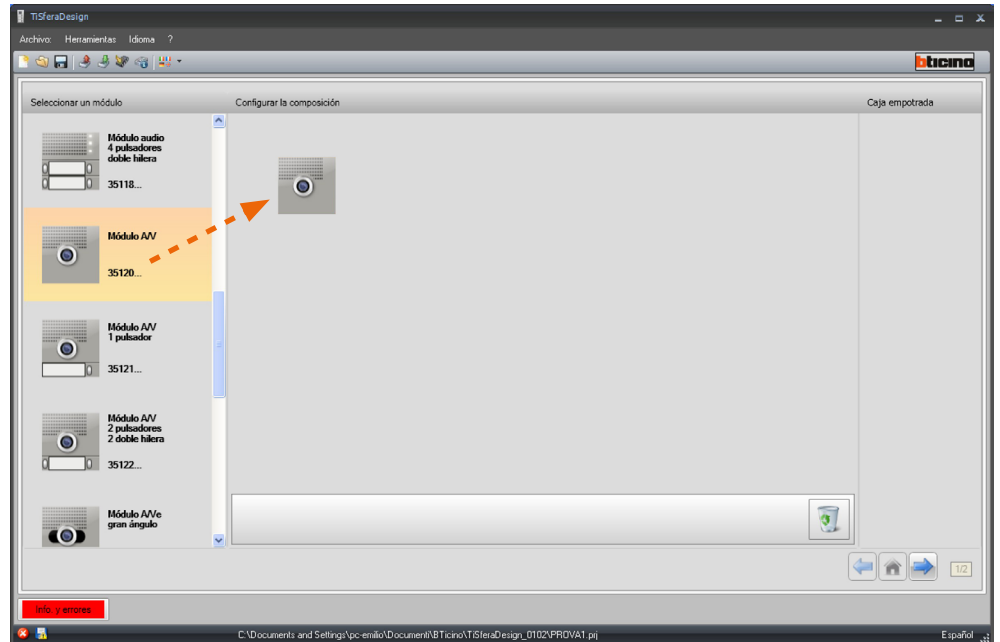 TiSferaDesign
Archivo: Herramientas Idioma ?
bticino
Seleccionar un módulo
Configurar la composición
Caja empotrada
Módulo audio
4 pulsadores
doble hilera
35118...
Módulo A/V
35120...
Módulo A/V
1 pulsador
35121...
Módulo A/V
2 pulsadores
2 doble hilera
35122...
Módulo A/Ve
gran ángulo
1/2
Info. y errores
C:\Documents and Settings\pc-emilio\Documenti\BTicino\TiSferaDesign_0102\PROVA1.prj
Español